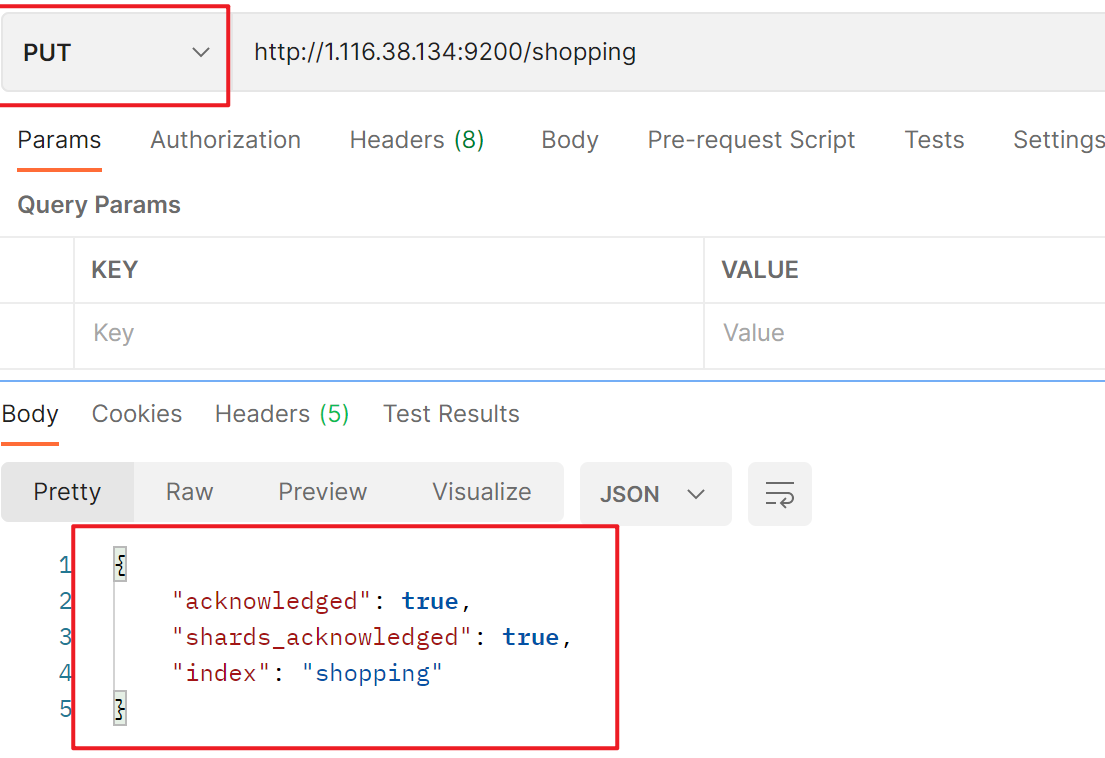 PUT http://1.116.38.134:9200/shopping
Params Authorization Headers (8) Body Pre-request Script Tests Settings
Query Params
KEY VALUE
Key Value
Body Cookies Headers (5) Test Results
Pretty Raw Preview Visualize JSON
1 {
2 "acknowledged": true,
3 "shards_acknowledged": true,
4 "index": "shopping"
5 }